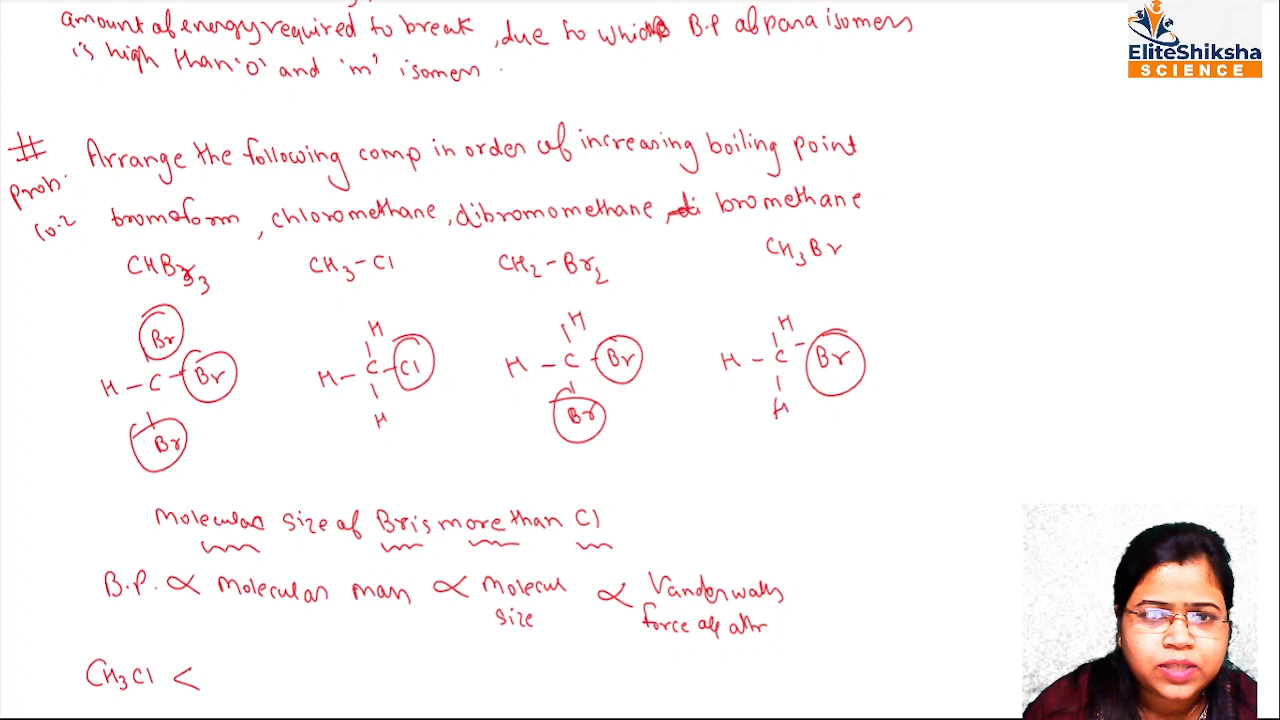 amount of energy required to break, due to which B.P of para isomers
is high than 'o' and 'm' isomers.
EliteShiksha
SCIENCE
# Arrange the following comp in order of increasing boiling point
prob.
10.2 bromoform, chloromethane, dibromomethane, bromethane
CHBr3 CH3-Cl CH2-Br2 CH3Br
Br H H H
H-C-Br H-C-Cl H-C-Br H-C-Br
Br H Br H
Molecular size of Br is more than Cl
B.P. ∝ molecular mass ∝ molecul size ∝ Vanderwalls force of attr
CH3Cl <